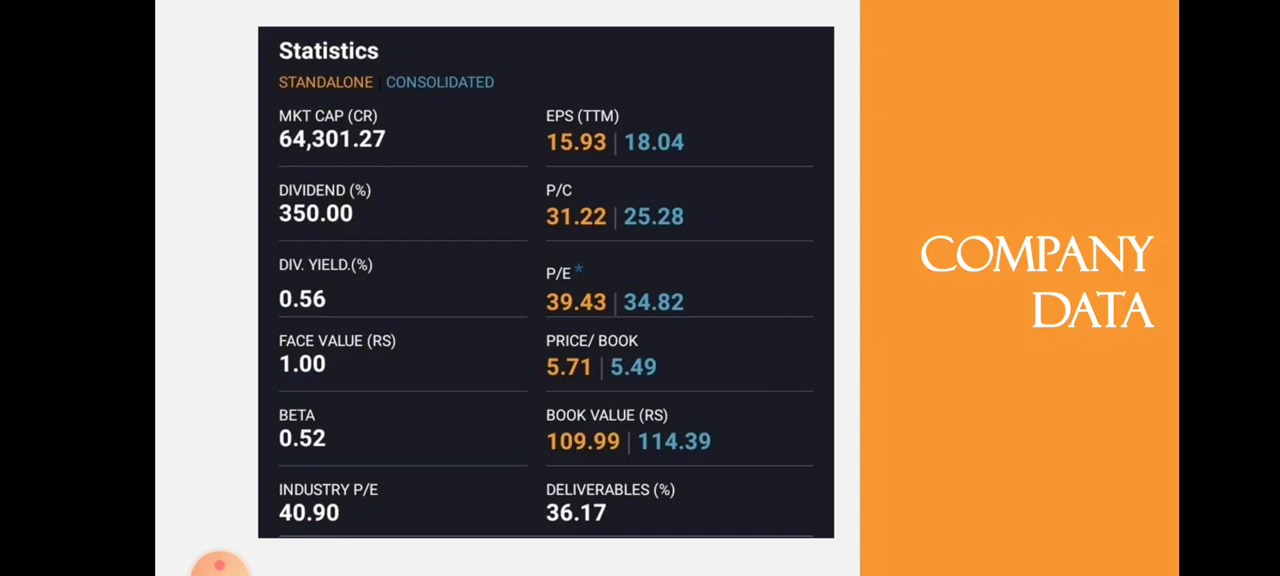 Statistics
STANDALONE | CONSOLIDATED
MKT CAP (CR)
64,301.27
EPS (TTM)
15.93 | 18.04
DIVIDEND (%)
350.00
P/C
31.22 | 25.28
DIV. YIELD.(%)
0.56
P/E*
39.43 | 34.82
FACE VALUE (RS)
1.00
PRICE/ BOOK
5.71 | 5.49
BETA
0.52
BOOK VALUE (RS)
109.99 | 114.39
INDUSTRY P/E
40.90
DELIVERABLES (%)
36.17
COMPANY
DATA